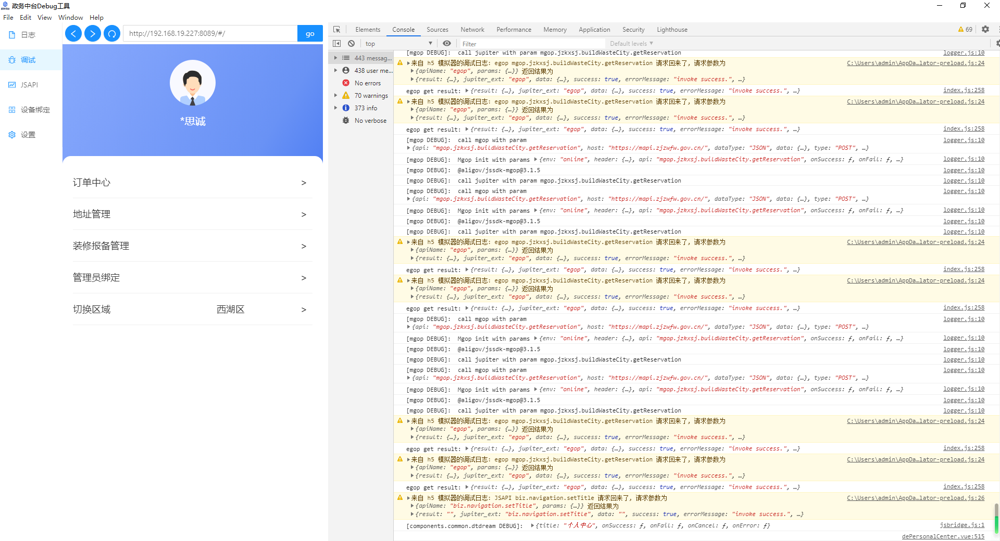 政务中台Debug工具
File Edit View Window Help
日志
调试
JSAPI
设备绑定
设置
http://192.168.19.227:8089/#/
go
*思诚
订单中心 >
地址管理 >
装修报备管理 >
管理员绑定 >
切换区域 西湖区 >
Elements Console Sources Network Performance Memory Application Security Lighthouse 69
top Filter Default levels
443 messag...
438 user me...
No errors
70 warnings
373 info
No verbose
[mgop DEBUG]: call jupiter with param mgop.jzkxsj.buildWasteCity.getReservation logger.js:10
来自 h5 模拟器的调试日志: egop mgop.jzkxsj.buildWasteCity.getReservation 请求回来了, 请求参数为 C:\Users\admin\AppDa…lator-preload.js:24
{apiName: "egop", params: {…}} 返回结果为
{result: {…}, jupiter_ext: "egop", data: {…}, success: true, errorMessage: "invoke success.", …}
egop get result: {result: {…}, jupiter_ext: "egop", data: {…}, success: true, errorMessage: "invoke success.", …} index.js:258
来自 h5 模拟器的调试日志: egop mgop.jzkxsj.buildWasteCity.getReservation 请求回来了, 请求参数为 C:\Users\admin\AppDa…lator-preload.js:24
{apiName: "egop", params: {…}} 返回结果为
{result: {…}, jupiter_ext: "egop", data: {…}, success: true, errorMessage: "invoke success.", …}
egop get result: {result: {…}, jupiter_ext: "egop", data: {…}, success: true, errorMessage: "invoke success.", …} index.js:258
[mgop DEBUG]: call mgop with param logger.js:10
{api: "mgop.jzkxsj.buildWasteCity.getReservation", host: "https://mapi.zjzwfw.gov.cn/", dataType: "JSON", data: {…}, type: "POST", …}
[mgop DEBUG]: Mgop init with params {env: "online", header: {…}, api: "mgop.jzkxsj.buildWasteCity.getReservation", onSuccess: ƒ, onFail: ƒ, …} logger.js:10
[mgop DEBUG]: @aligov/jssdk-mgop@3.1.5 logger.js:10
[mgop DEBUG]: call jupiter with param mgop.jzkxsj.buildWasteCity.getReservation logger.js:10
[mgop DEBUG]: call mgop with param logger.js:10
{api: "mgop.jzkxsj.buildWasteCity.getReservation", host: "https://mapi.zjzwfw.gov.cn/", dataType: "JSON", data: {…}, type: "POST", …}
[mgop DEBUG]: Mgop init with params {env: "online", header: {…}, api: "mgop.jzkxsj.buildWasteCity.getReservation", onSuccess: ƒ, onFail: ƒ, …} logger.js:10
[mgop DEBUG]: @aligov/jssdk-mgop@3.1.5 logger.js:10
[mgop DEBUG]: call jupiter with param mgop.jzkxsj.buildWasteCity.getReservation logger.js:10
来自 h5 模拟器的调试日志: egop mgop.jzkxsj.buildWasteCity.getReservation 请求回来了, 请求参数为 C:\Users\admin\AppDa…lator-preload.js:24
{apiName: "egop", params: {…}} 返回结果为
{result: {…}, jupiter_ext: "egop", data: {…}, success: true, errorMessage: "invoke success.", …}
egop get result: {result: {…}, jupiter_ext: "egop", data: {…}, success: true, errorMessage: "invoke success.", …} index.js:258
来自 h5 模拟器的调试日志: egop mgop.jzkxsj.buildWasteCity.getReservation 请求回来了, 请求参数为 C:\Users\admin\AppDa…lator-preload.js:24
{apiName: "egop", params: {…}} 返回结果为
{result: {…}, jupiter_ext: "egop", data: {…}, success: true, errorMessage: "invoke success.", …}
egop get result: {result: {…}, jupiter_ext: "egop", data: {…}, success: true, errorMessage: "invoke success.", …} index.js:258
[mgop DEBUG]: call mgop with param logger.js:10
{api: "mgop.jzkxsj.buildWasteCity.getReservation", host: "https://mapi.zjzwfw.gov.cn/", dataType: "JSON", data: {…}, type: "POST", …}
[mgop DEBUG]: Mgop init with params {env: "online", header: {…}, api: "mgop.jzkxsj.buildWasteCity.getReservation", onSuccess: ƒ, onFail: ƒ, …} logger.js:10
[mgop DEBUG]: @aligov/jssdk-mgop@3.1.5 logger.js:10
[mgop DEBUG]: call jupiter with param mgop.jzkxsj.buildWasteCity.getReservation logger.js:10
[mgop DEBUG]: call mgop with param logger.js:10
{api: "mgop.jzkxsj.buildWasteCity.getReservation", host: "https://mapi.zjzwfw.gov.cn/", dataType: "JSON", data: {…}, type: "POST", …}
[mgop DEBUG]: Mgop init with params {env: "online", header: {…}, api: "mgop.jzkxsj.buildWasteCity.getReservation", onSuccess: ƒ, onFail: ƒ, …} logger.js:10
[mgop DEBUG]: @aligov/jssdk-mgop@3.1.5 logger.js:10
[mgop DEBUG]: call jupiter with param mgop.jzkxsj.buildWasteCity.getReservation logger.js:10
来自 h5 模拟器的调试日志: egop mgop.jzkxsj.buildWasteCity.getReservation 请求回来了, 请求参数为 C:\Users\admin\AppDa…lator-preload.js:24
{apiName: "egop", params: {…}} 返回结果为
{result: {…}, jupiter_ext: "egop", data: {…}, success: true, errorMessage: "invoke success.", …}
egop get result: {result: {…}, jupiter_ext: "egop", data: {…}, success: true, errorMessage: "invoke success.", …} index.js:258
来自 h5 模拟器的调试日志: egop mgop.jzkxsj.buildWasteCity.getReservation 请求回来了, 请求参数为 C:\Users\admin\AppDa…lator-preload.js:24
{apiName: "egop", params: {…}} 返回结果为
{result: {…}, jupiter_ext: "egop", data: {…}, success: true, errorMessage: "invoke success.", …}
egop get result: {result: {…}, jupiter_ext: "egop", data: {…}, success: true, errorMessage: "invoke success.", …} index.js:258
来自 h5 模拟器的调试日志: JSAPI biz.navigation.setTitle 请求回来了, 请求参数为 C:\Users\admin\AppDa…lator-preload.js:26
{apiName: "biz.navigation.setTitle", params: {…}} 返回结果为
{result: "", jupiter_ext: "biz.navigation.setTitle", data: "", success: true, errorMessage: "invoke success.", …}
[components.common.dtdream DEBUG]: {title: "个人中心", onSuccess: ƒ, onFail: ƒ, onCancel: ƒ, onError: ƒ} jsbridge.js:1
dePersonalCenter.vue:515